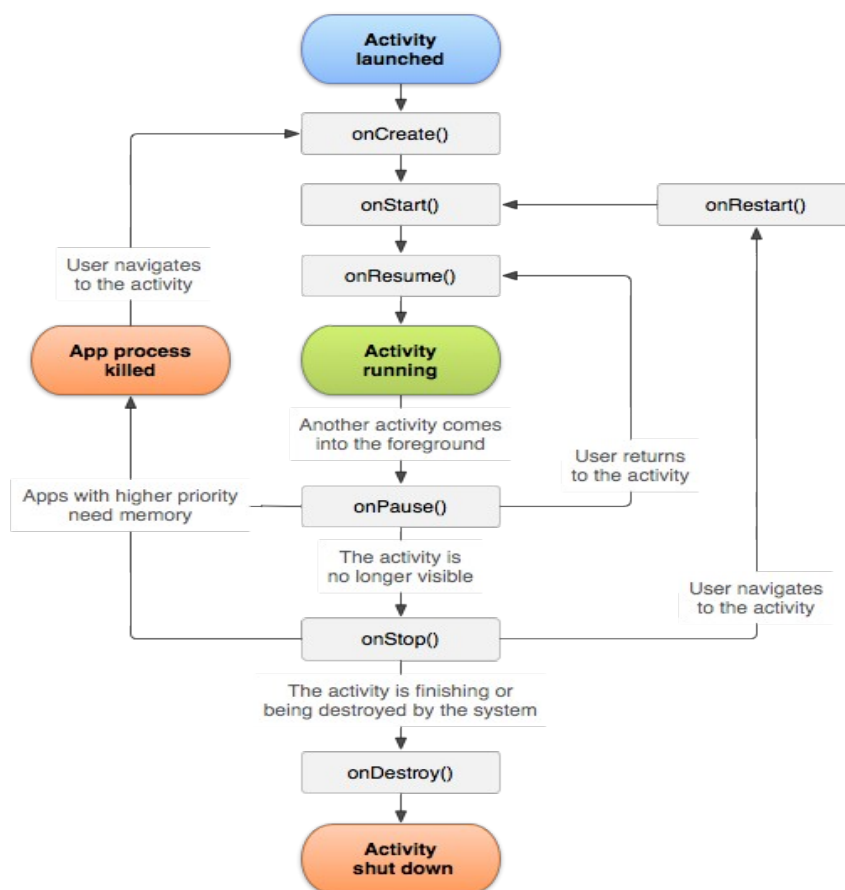 Activity
launched
onCreate()
onStart()
onRestart()
User navigates
to the activity
onResume()
App process
killed
Activity
running
Another activity comes
into the foreground
User returns
to the activity
Apps with higher priority
need memory
onPause()
The activity is
no longer visible
User navigates
to the activity
onStop()
The activity is finishing or
being destroyed by the system
onDestroy()
Activity
shut down